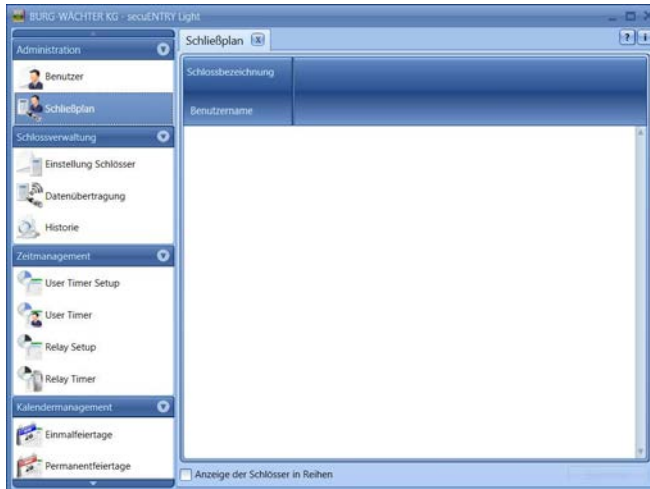 BURG-WÄCHTER KG - secuENTRY Light
Administration
Benutzer
Schließplan
Schlossverwaltung
Einstellung Schlösser
Datenübertragung
Historie
Zeitmanagement
User Timer Setup
User Timer
Relay Setup
Relay Timer
Kalendermanagement
Einmalfeiertage
Permanentfeiertage
Schließplan
Schlossbezeichnung
Benutzername
Anzeige der Schlösser in Reihen